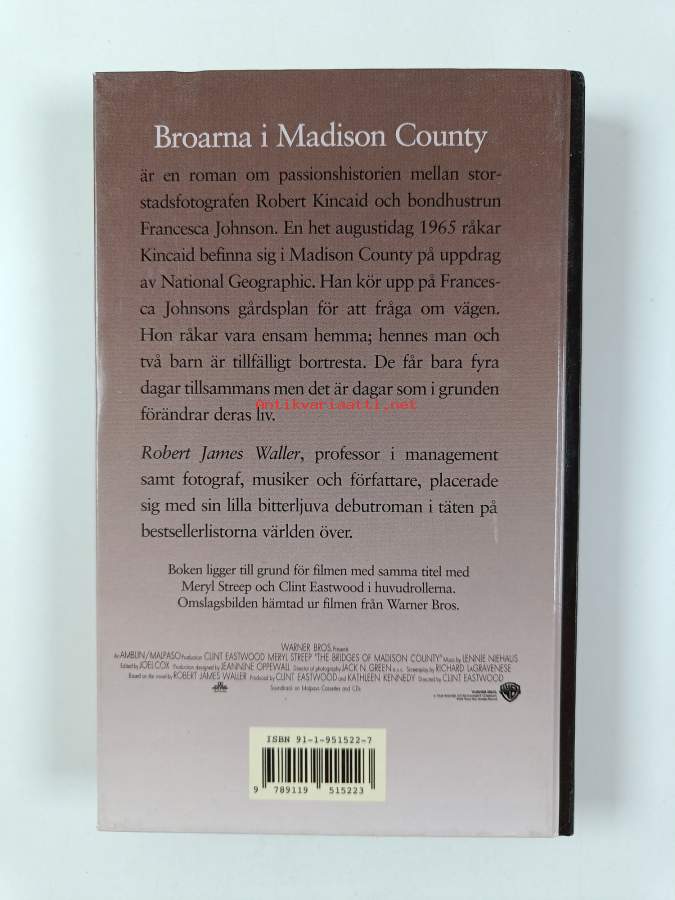 Broarna i Madison County
är en roman om passionshistorien mellan stor-
stadsfotografen Robert Kincaid och bondhustrun
Francesca Johnson. En het augustidag 1965 råkar
Kincaid befinna sig i Madison County på uppdrag
av National Geographic. Han kör upp på Frances-
ca Johnsons gårdsplan för att fråga om vägen.
Hon råkar vara ensam hemma; hennes man och
två barn är tillfälligt bortresta. De får bara fyra
dagar tillsammans men det är dagar som i grunden
Antikvariaatti.net
förändrar deras liv.
Robert James Waller, professor i management
samt fotograf, musiker och författare, placerade
sig med sin lilla bitterljuva debutroman i täten på
bestsellerlistorna världen över.
Boken ligger till grund för filmen med samma titel med
Meryl Streep och Clint Eastwood i huvudrollerna.
Omslagsbilden hämtad ur filmen från Warner Bros.
WARNER BROS. Presents
An AMBLIN/MALPASO Production CLINT EASTWOOD MERYL STREEP "THE BRIDGES OF MADISON COUNTY" Music by LENNIE NIEHAUS
Edited by JOEL COX Production designed by JEANNINE OPPEWALL Director of photography JACK N. GREEN a.s.c. Screenplay by RICHARD LaGRAVENESE
Based on the novel by ROBERT JAMES WALLER Produced by CLINT EASTWOOD and KATHLEEN KENNEDY Directed by CLINT EASTWOOD
Soundtrack on Malpaso Cassettes and CDs
WARNER BROS.
ISBN 91-1-951522-7
9 789119 515223